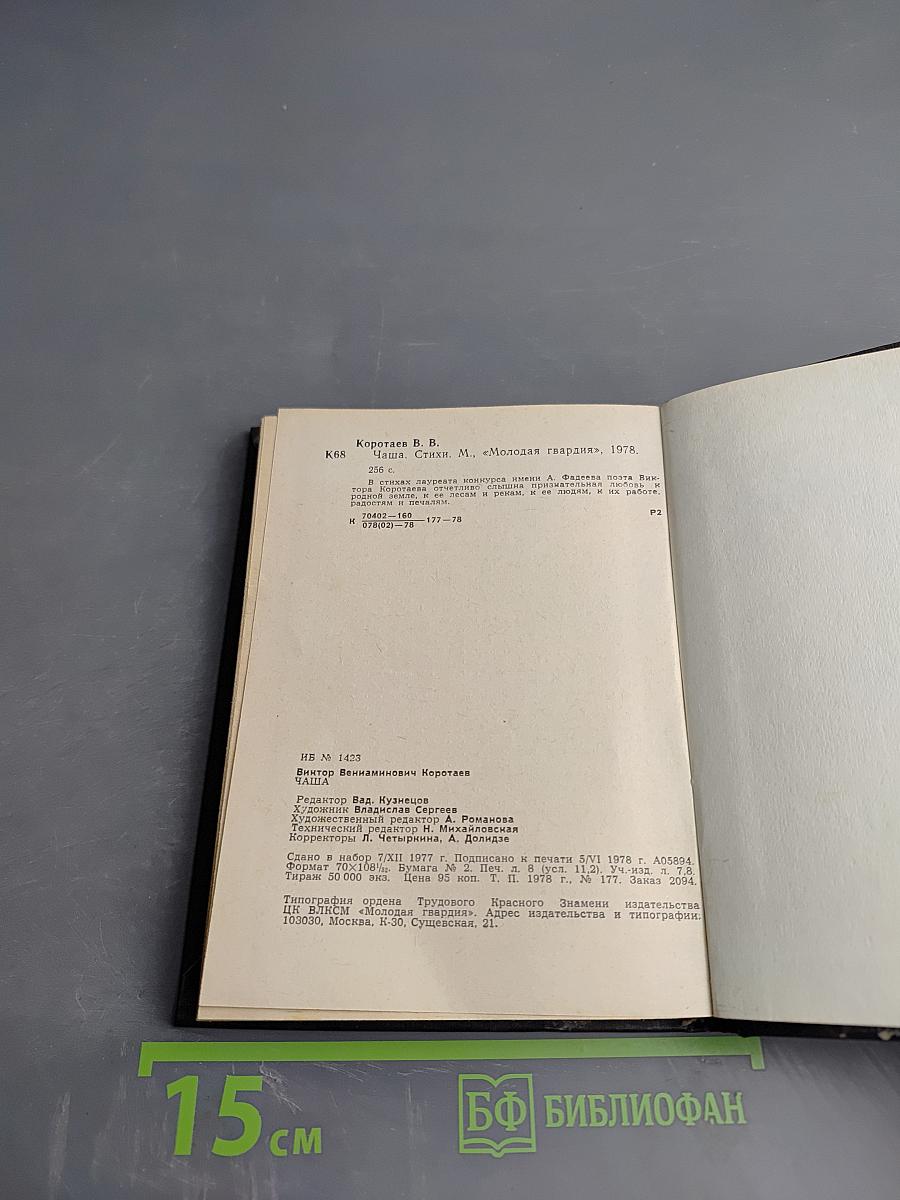 Коротаев В. В.
К68 Чаша. Стихи. М., «Молодая гвардия», 1978.
256 с.
В стихах лауреата конкурса имени А. Фадеева поэта Вик-
тора Коротаева отчетливо слышна признательная любовь к
родной земле, к ее лесам и рекам, к ее людям, к их работе,
радостям и печалям.
К 70402—160
078(02)—78 —177—78 Р2
ИБ № 1423
Виктор Вениаминович Коротаев
ЧАША
Редактор Вад. Кузнецов
Художник Владислав Сергеев
Художественный редактор А. Романова
Технический редактор Н. Михайловская
Корректоры Л. Четыркина, А. Долидзе
Сдано в набор 7/XII 1977 г. Подписано к печати 5/VI 1978 г. А05894.
Формат 70×108¹/₃₂. Бумага № 2. Печ. л. 8 (усл. 11,2). Уч.-изд. л. 7,8.
Тираж 50 000 экз. Цена 95 коп. Т. П. 1978 г., № 177. Заказ 2094.
Типография ордена Трудового Красного Знамени издательства
ЦК ВЛКСМ «Молодая гвардия». Адрес издательства и типографии:
103030, Москва, К-30, Сущевская, 21.
15 см
БФ БИБЛИОФАН